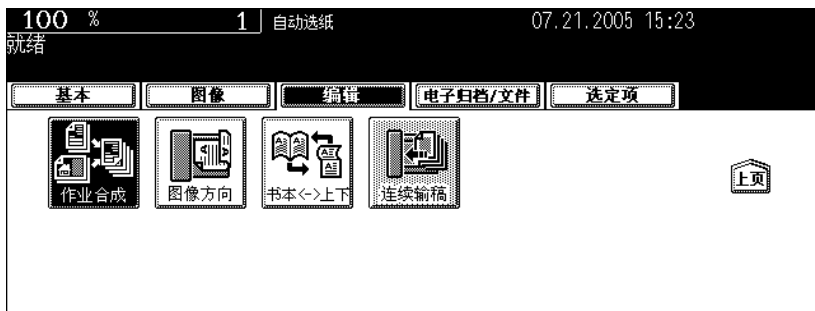 100 % 1 自动选纸 07.21.2005 15:23
就绪
基本 图像 编辑 电子归档/文件 选定项
作业合成 图像方向 书本<->上下 连续输稿 上页